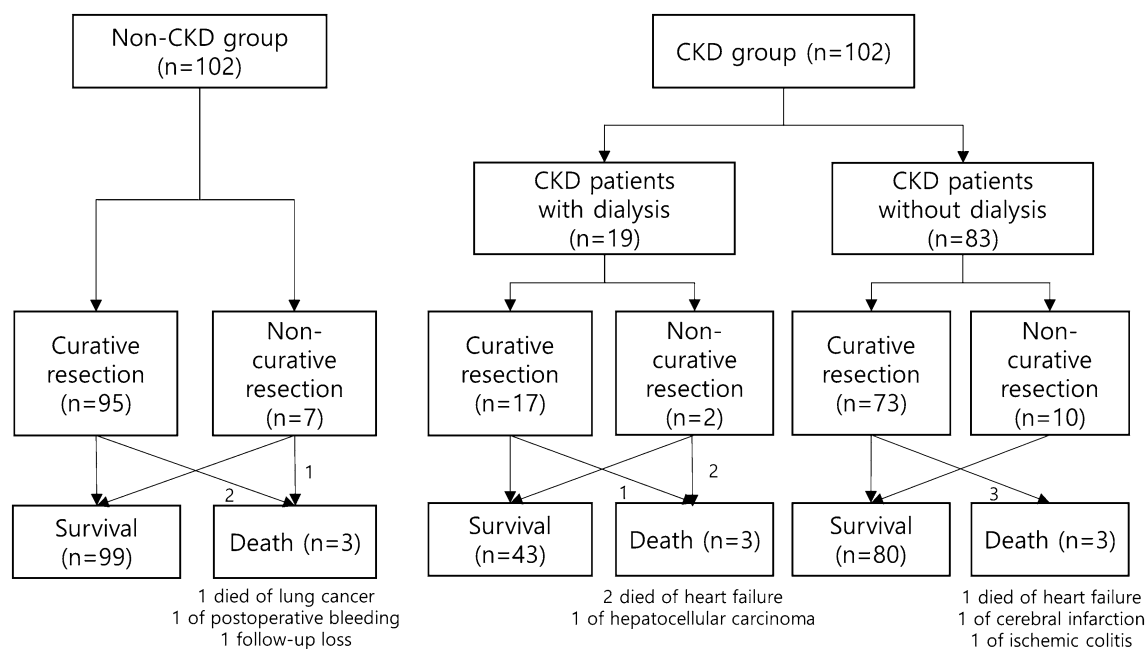 Non-CKD group
(n=102)
CKD group (n=102)
CKD patients
with dialysis
(n=19)
CKD patients
without dialysis
(n=83)
Curative
resection
(n=95)
Non-
curative
resection
(n=7)
Curative
resection
(n=17)
Non-
curative
resection
(n=2)
Curative
resection
(n=73)
Non-
curative
resection
(n=10)
2
1
1
2
3
Survival
(n=99)
Death (n=3)
Survival
(n=43)
Death (n=3)
Survival
(n=80)
Death (n=3)
1 died of lung cancer
1 of postoperative bleeding
1 follow-up loss
2 died of heart failure
1 of hepatocellular carcinoma
1 died of heart failure
1 of cerebral infarction
1 of ischemic colitis